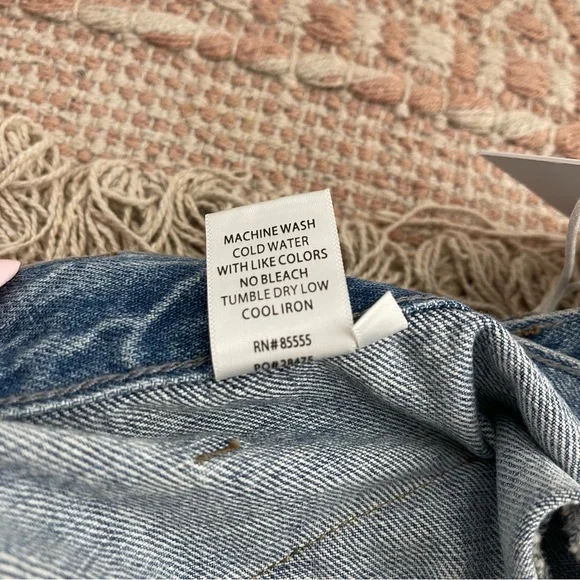 MACHINE WASH
COLD WATER
WITH LIKE COLORS
NO BLEACH
TUMBLE DRY LOW
COOL IRON
RN# 85555